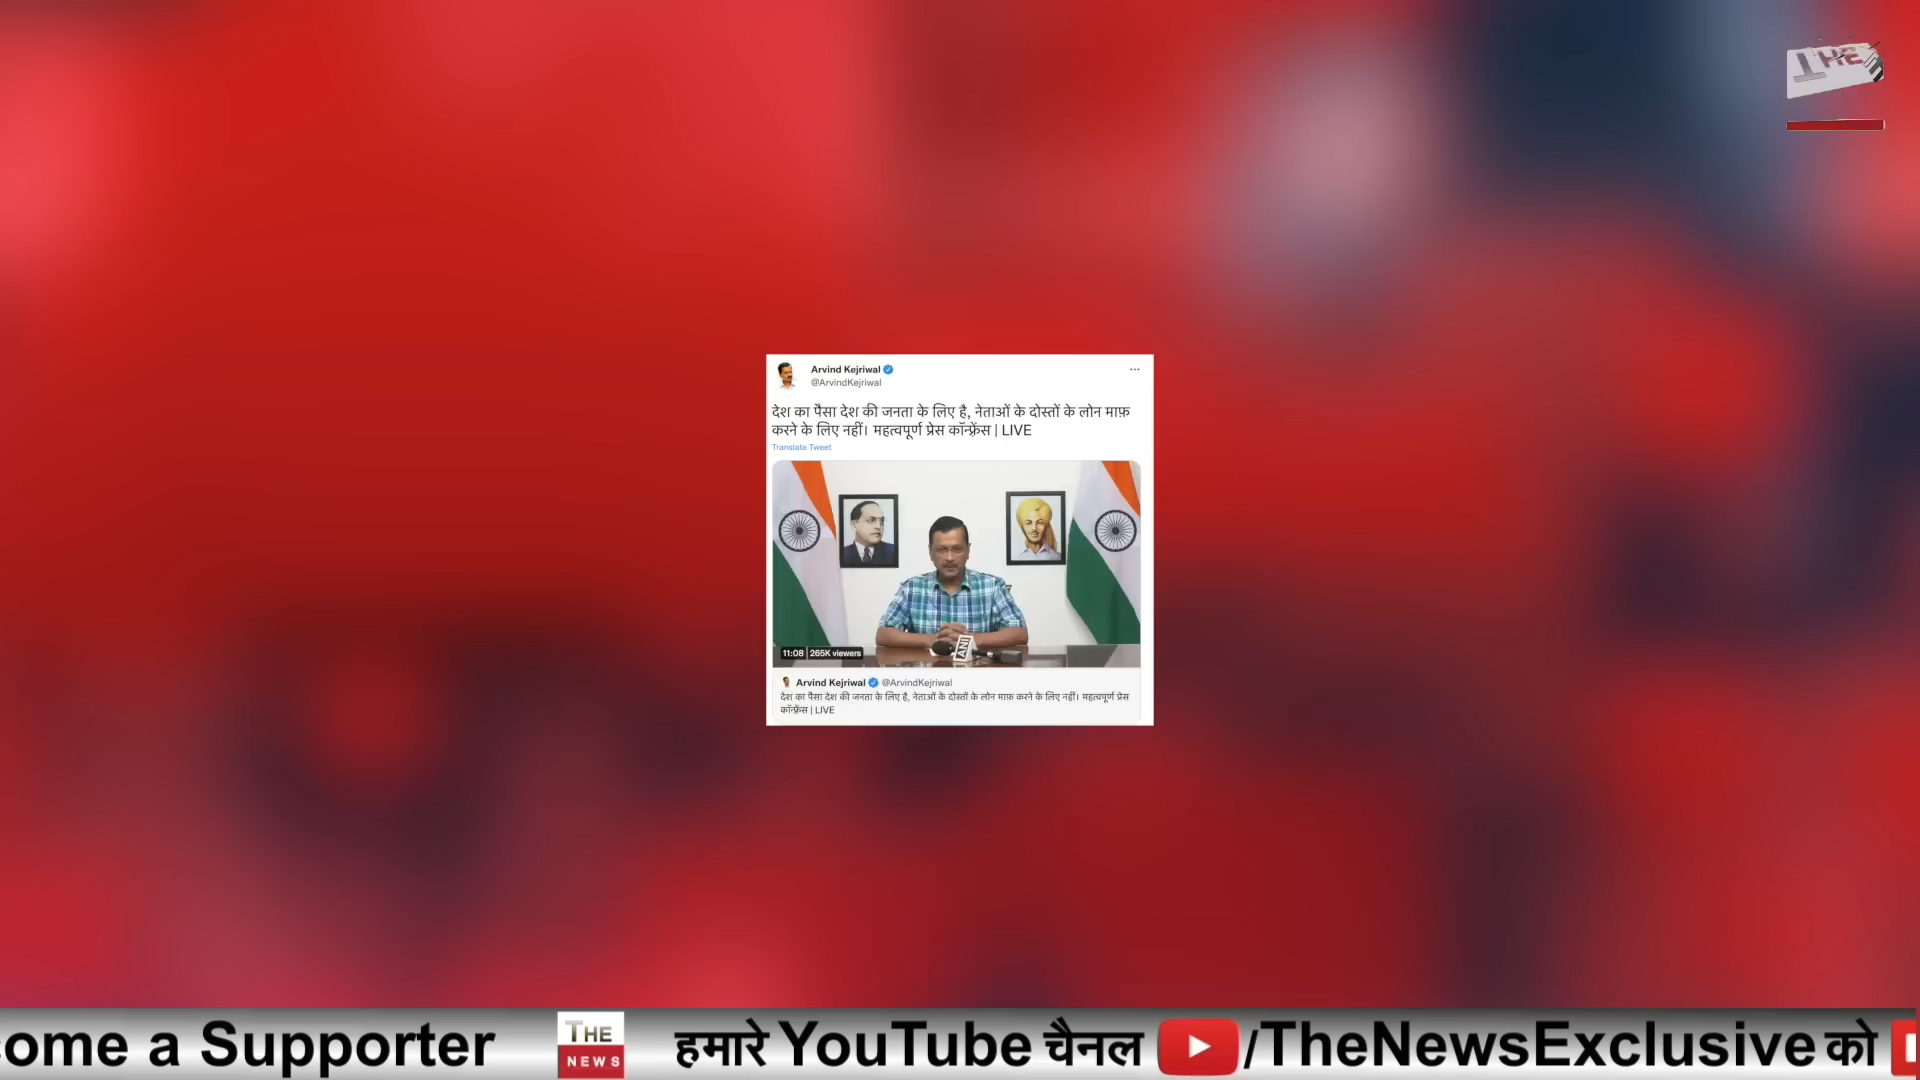 THE
Arvind Kejriwal
@ArvindKejriwal
देश का पैसा देश की जनता के लिए है, नेताओं के दोस्तों के लोन माफ़
करने के लिए नहीं। महत्वपूर्ण प्रेस कॉन्फ़्रेंस | LIVE
Translate Tweet
ANI
11:08 265K viewers
Arvind Kejriwal @ArvindKejriwal
देश का पैसा देश की जनता के लिए है, नेताओं के दोस्तों के लोन माफ़ करने के लिए नहीं। महत्वपूर्ण प्रेस
कॉन्फ़्रेंस | LIVE
ome a Supporter THE NEWS हमारे YouTube चैनल /TheNewsExclusive को